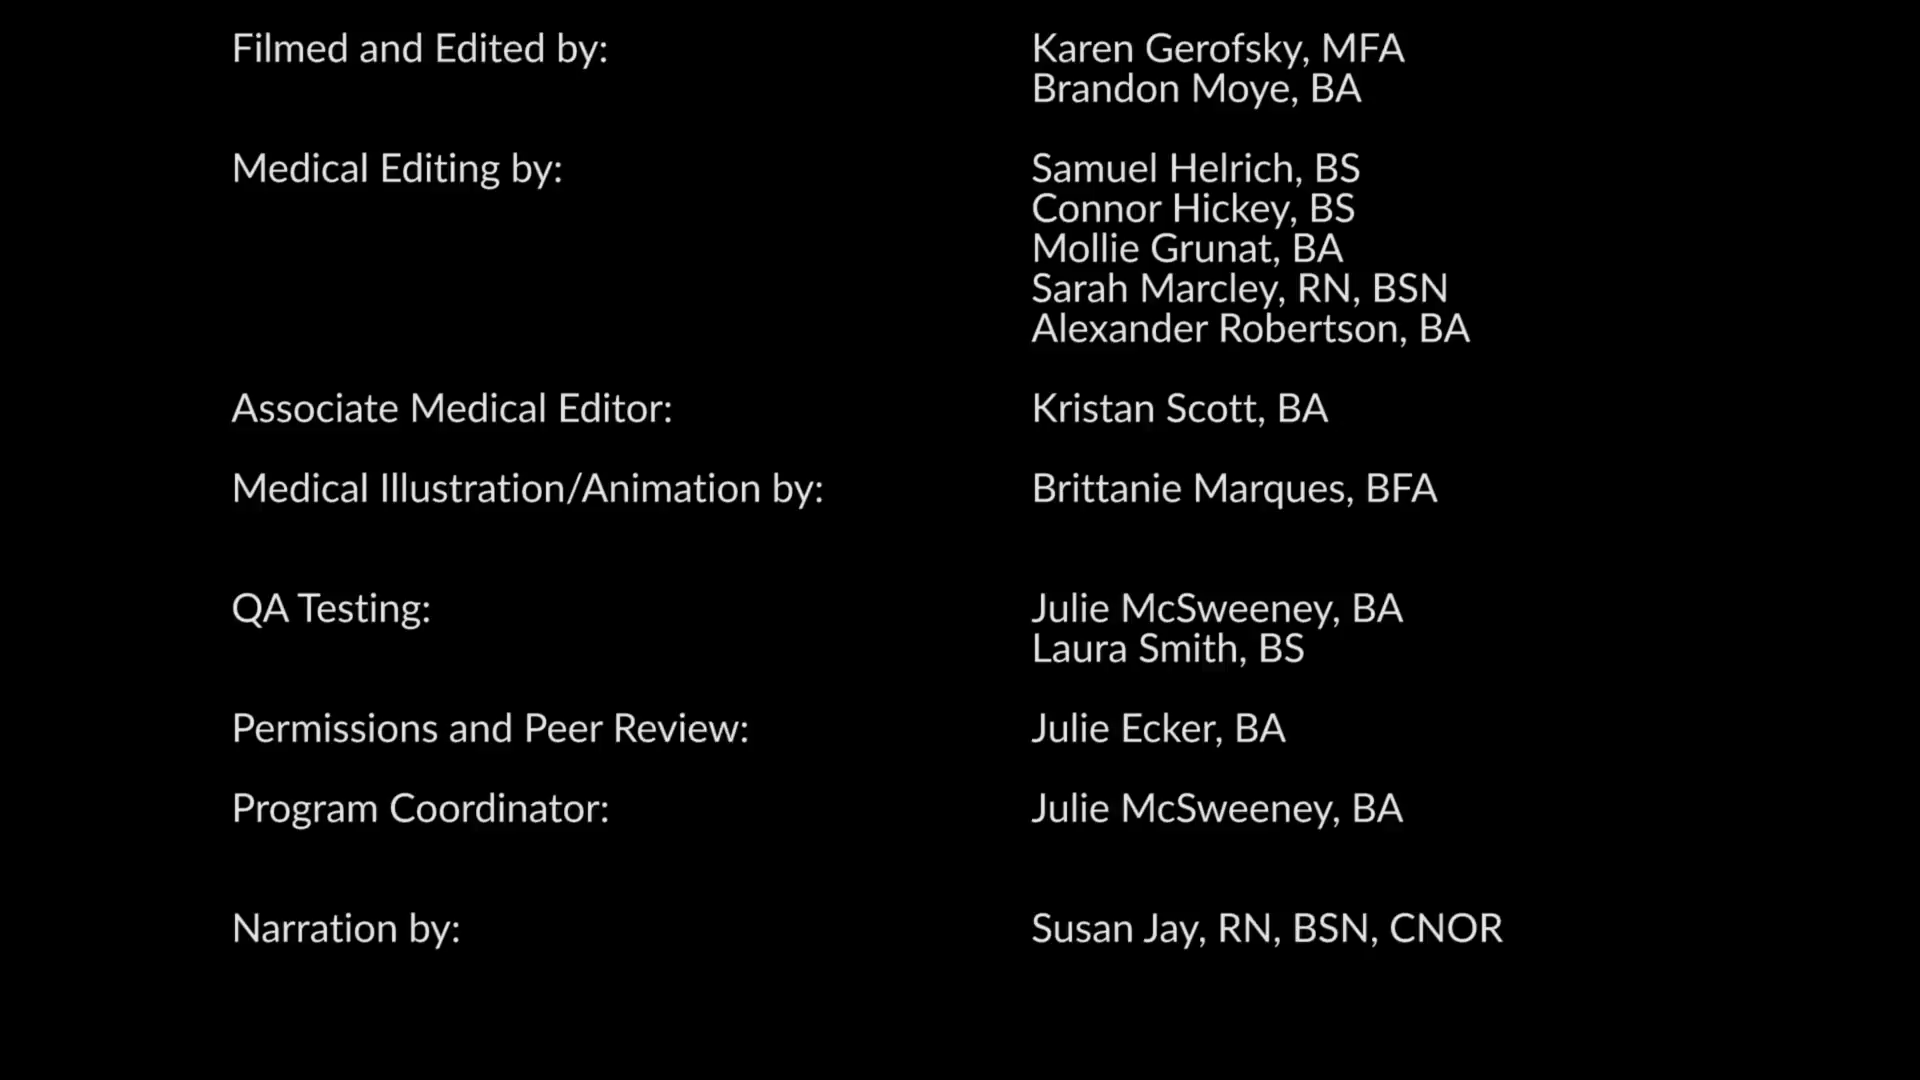 Filmed and Edited by: Karen Gerofsky, MFA
Brandon Moye, BA
Medical Editing by: Samuel Helrich, BS
Connor Hickey, BS
Mollie Grunat, BA
Sarah Marcley, RN, BSN
Alexander Robertson, BA
Associate Medical Editor: Kristan Scott, BA
Medical Illustration/Animation by: Brittanie Marques, BFA
QA Testing: Julie McSweeney, BA
Laura Smith, BS
Permissions and Peer Review: Julie Ecker, BA
Program Coordinator: Julie McSweeney, BA
Narration by: Susan Jay, RN, BSN, CNOR